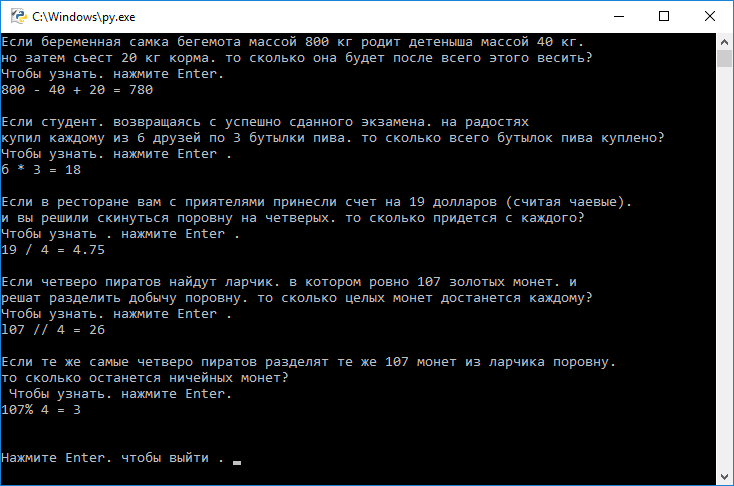 C:\Windows\py.exe
Если беременная самка бегемота массой 800 кг родит детеныша массой 40 кг.
но затем съест 20 кг корма. то сколько она будет после всего этого весить?
Чтобы узнать. нажмите Enter.
800 - 40 + 20 = 780
Если студент. возвращаясь с успешно сданного экзамена. на радостях
купил каждому из 6 друзей по 3 бутылки пива. то сколько всего бутылок пива куплено?
Чтобы узнать. нажмите Enter .
6 * 3 = 18
Если в ресторане вам с приятелями принесли счет на 19 долларов (считая чаевые).
и вы решили скинуться поровну на четверых. то сколько придется с каждого?
Чтобы узнать . нажмите Enter .
19 / 4 = 4.75
Если четверо пиратов найдут ларчик. в котором ровно 107 золотых монет. и
решат разделить добычу поровну. то сколько целых монет достанется каждому?
Чтобы узнать. нажмите Enter .
l07 // 4 = 26
Если те же самые четверо пиратов разделят те же 107 монет из ларчика поровну.
то сколько останется ничейных монет?
Чтобы узнать. нажмите Enter.
107% 4 = 3
Нажмите Enter. чтобы выйти .